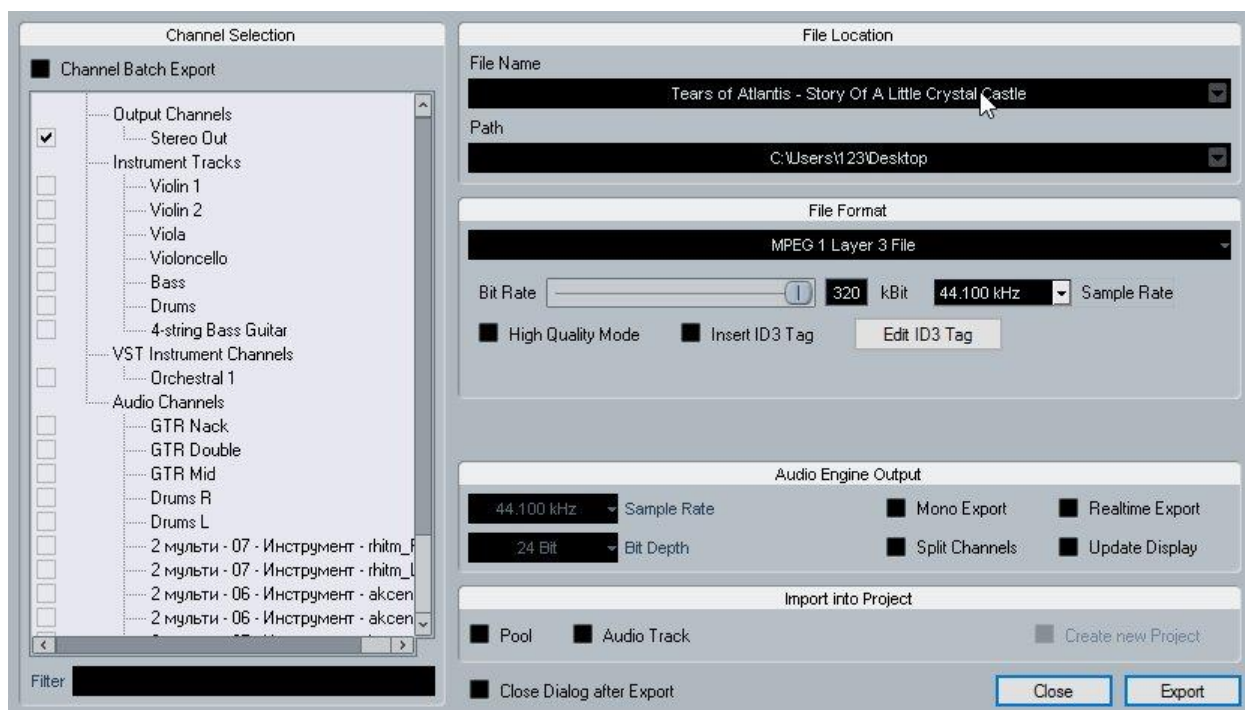 Channel Selection
Channel Batch Export
Output Channels
Stereo Out
Instrument Tracks
Violin 1
Violin 2
Viola
Violoncello
Bass
Drums
4-string Bass Guitar
VST Instrument Channels
Orchestral 1
Audio Channels
GTR Nack
GTR Double
GTR Mid
Drums R
Drums L
2 мульти - 07 - Инструмент - rhitm_F
2 мульти - 07 - Инструмент - rhitm_L
2 мульти - 06 - Инструмент - akcen
2 мульти - 06 - Инструмент - akcen
Filter
File Location
File Name
Tears of Atlantis - Story Of A Little Crystal Castle
Path
C:\Users\123\Desktop
File Format
MPEG 1 Layer 3 File
Bit Rate 320 kBit 44.100 kHz Sample Rate
High Quality Mode Insert ID3 Tag Edit ID3 Tag
Audio Engine Output
44.100 kHz Sample Rate Mono Export Realtime Export
24 Bit Bit Depth Split Channels Update Display
Import into Project
Pool Audio Track Create new Project
Close Dialog after Export Close Export